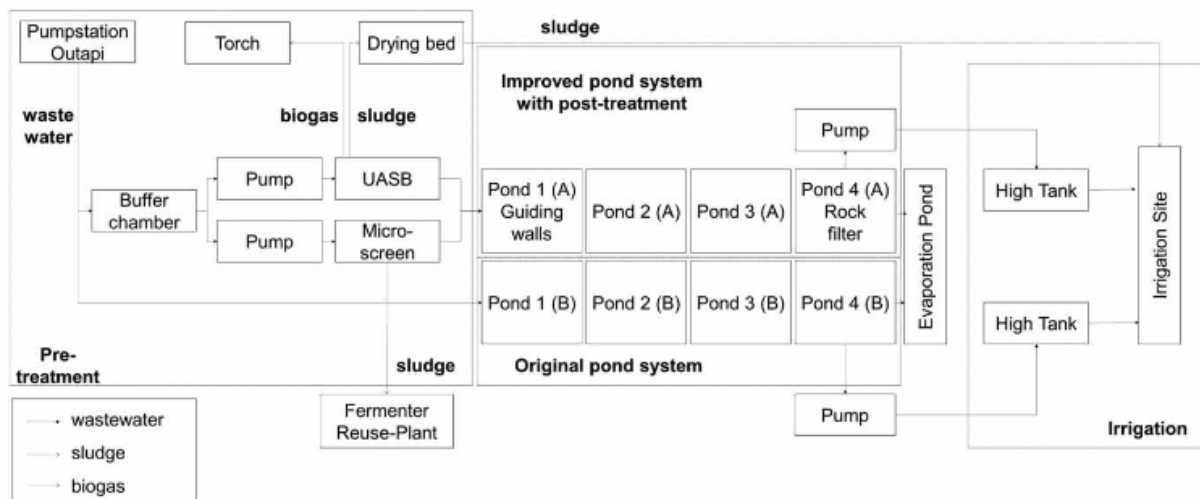 Pumpstation
Outapi
Torch
Drying bed
sludge
waste
water
biogas
sludge
Improved pond system
with post-treatment
Pump
Buffer
chamber
Pump
UASB
Pump
Micro-
screen
Pond 1 (A)
Guiding
walls
Pond 2 (A)
Pond 3 (A)
Pond 4 (A)
Rock
filter
Pond 1 (B)
Pond 2 (B)
Pond 3 (B)
Pond 4 (B)
Evaporation Pond
High Tank
High Tank
Irrigation Site
Pre-
treatment
sludge
Original pond system
Fermenter
Reuse-Plant
Pump
Irrigation
wastewater
sludge
biogas